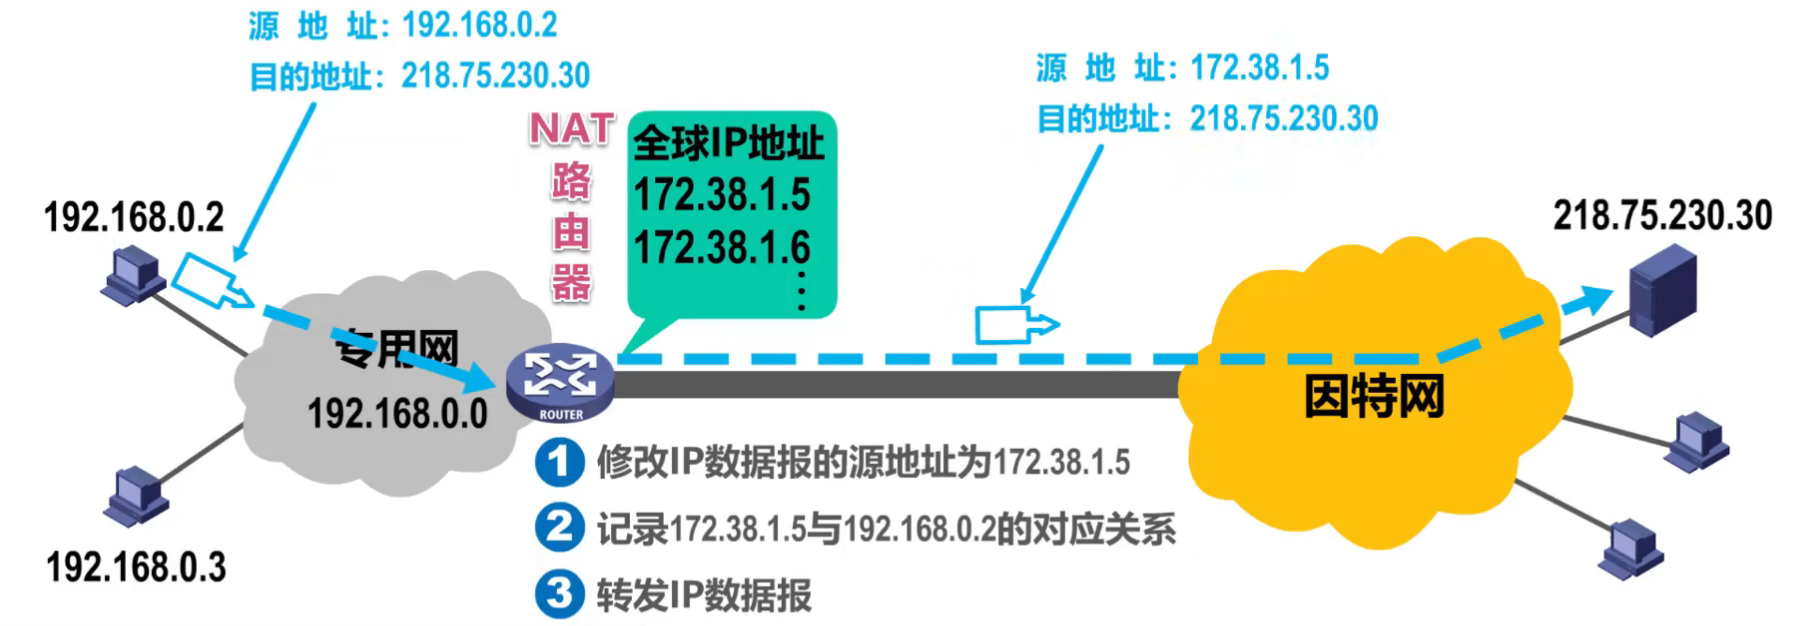 源 地 址：192.168.0.2
目的地址：218.75.230.30
源 地 址：172.38.1.5
目的地址：218.75.230.30
NAT
路
由
器
全球IP地址
172.38.1.5
172.38.1.6
⋮
192.168.0.2
218.75.230.30
专用网
192.168.0.0
ROUTER
因特网
192.168.0.3
1 修改IP数据报的源地址为172.38.1.5
2 记录172.38.1.5与192.168.0.2的对应关系
3 转发IP数据报